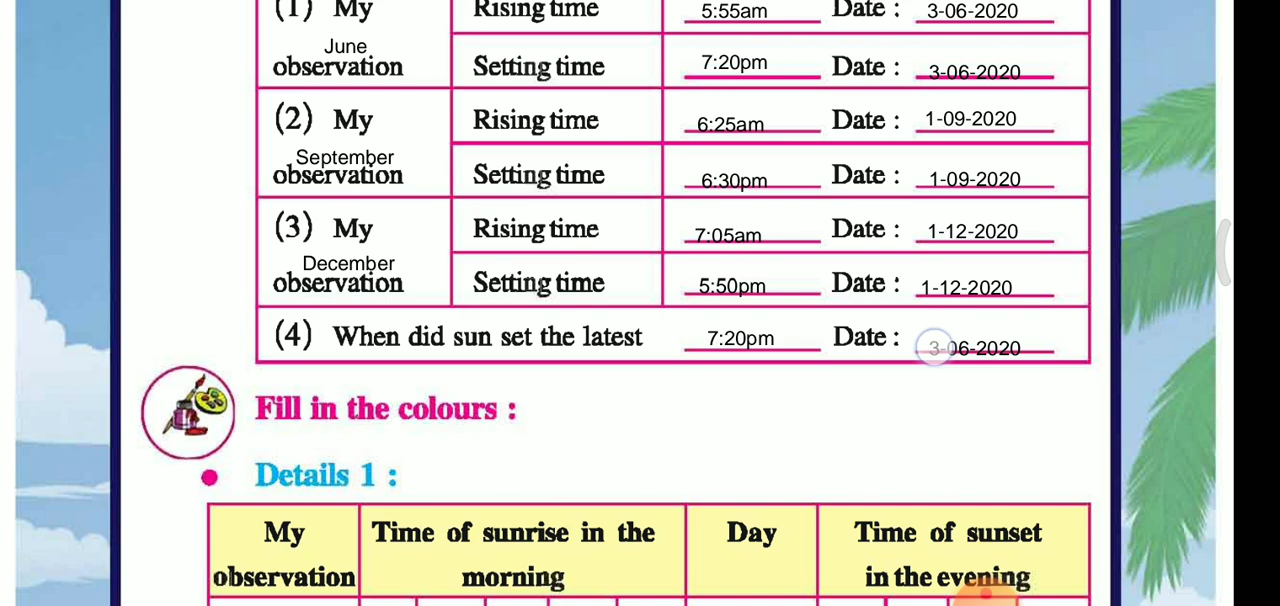 (1) My Rising time 5:55am Date : 3-06-2020
June
observation Setting time 7:20pm Date : 3-06-2020
(2) My Rising time 6:25am Date : 1-09-2020
September
observation Setting time 6:30pm Date : 1-09-2020
(3) My Rising time 7:05am Date : 1-12-2020
December
observation Setting time 5:50pm Date : 1-12-2020
(4) When did sun set the latest 7:20pm Date : 3-06-2020
Fill in the colours :
Details 1 :
My Time of sunrise in the Day Time of sunset
observation morning in the evening